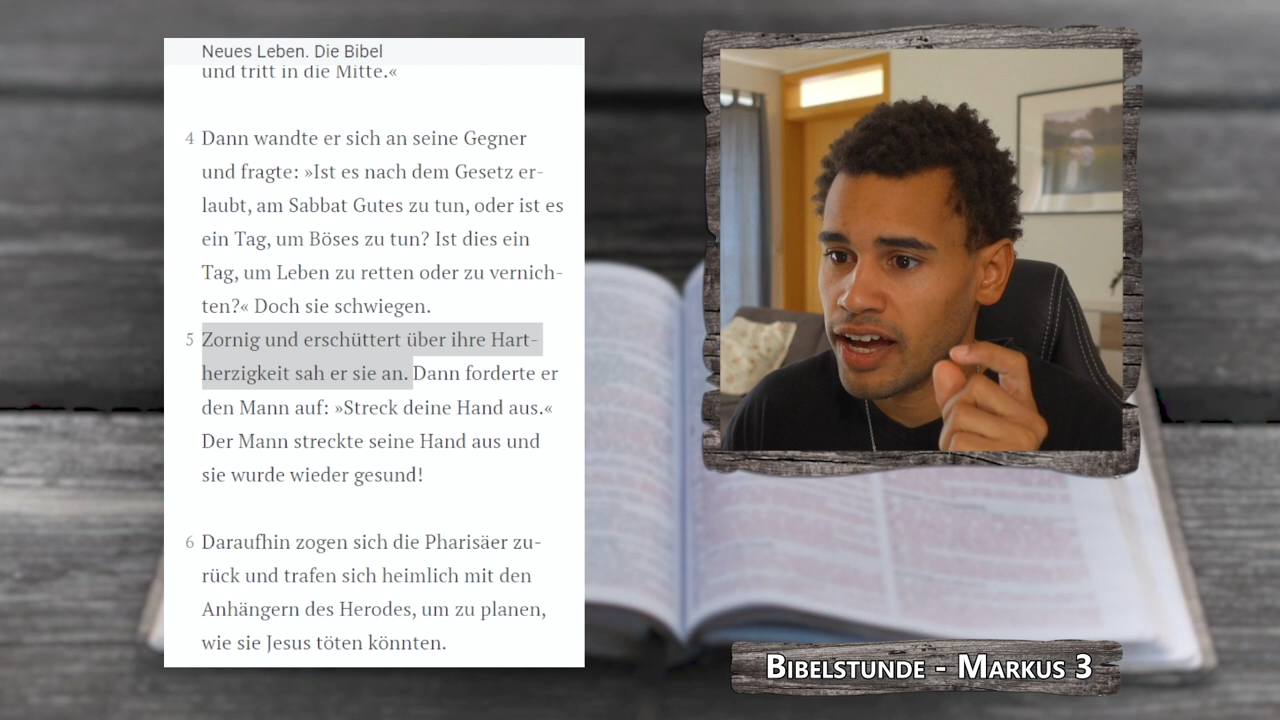 Neues Leben. Die Bibel
und tritt in die Mitte.«
4 Dann wandte er sich an seine Gegner
und fragte: »Ist es nach dem Gesetz er-
laubt, am Sabbat Gutes zu tun, oder ist es
ein Tag, um Böses zu tun? Ist dies ein
Tag, um Leben zu retten oder zu vernich-
ten?« Doch sie schwiegen.
5 Zornig und erschüttert über ihre Hart-
herzigkeit sah er sie an. Dann forderte er
den Mann auf: »Streck deine Hand aus.«
Der Mann streckte seine Hand aus und
sie wurde wieder gesund!
6 Daraufhin zogen sich die Pharisäer zu-
rück und trafen sich heimlich mit den
Anhängern des Herodes, um zu planen,
wie sie Jesus töten könnten.
Bibelstunde - Markus 3